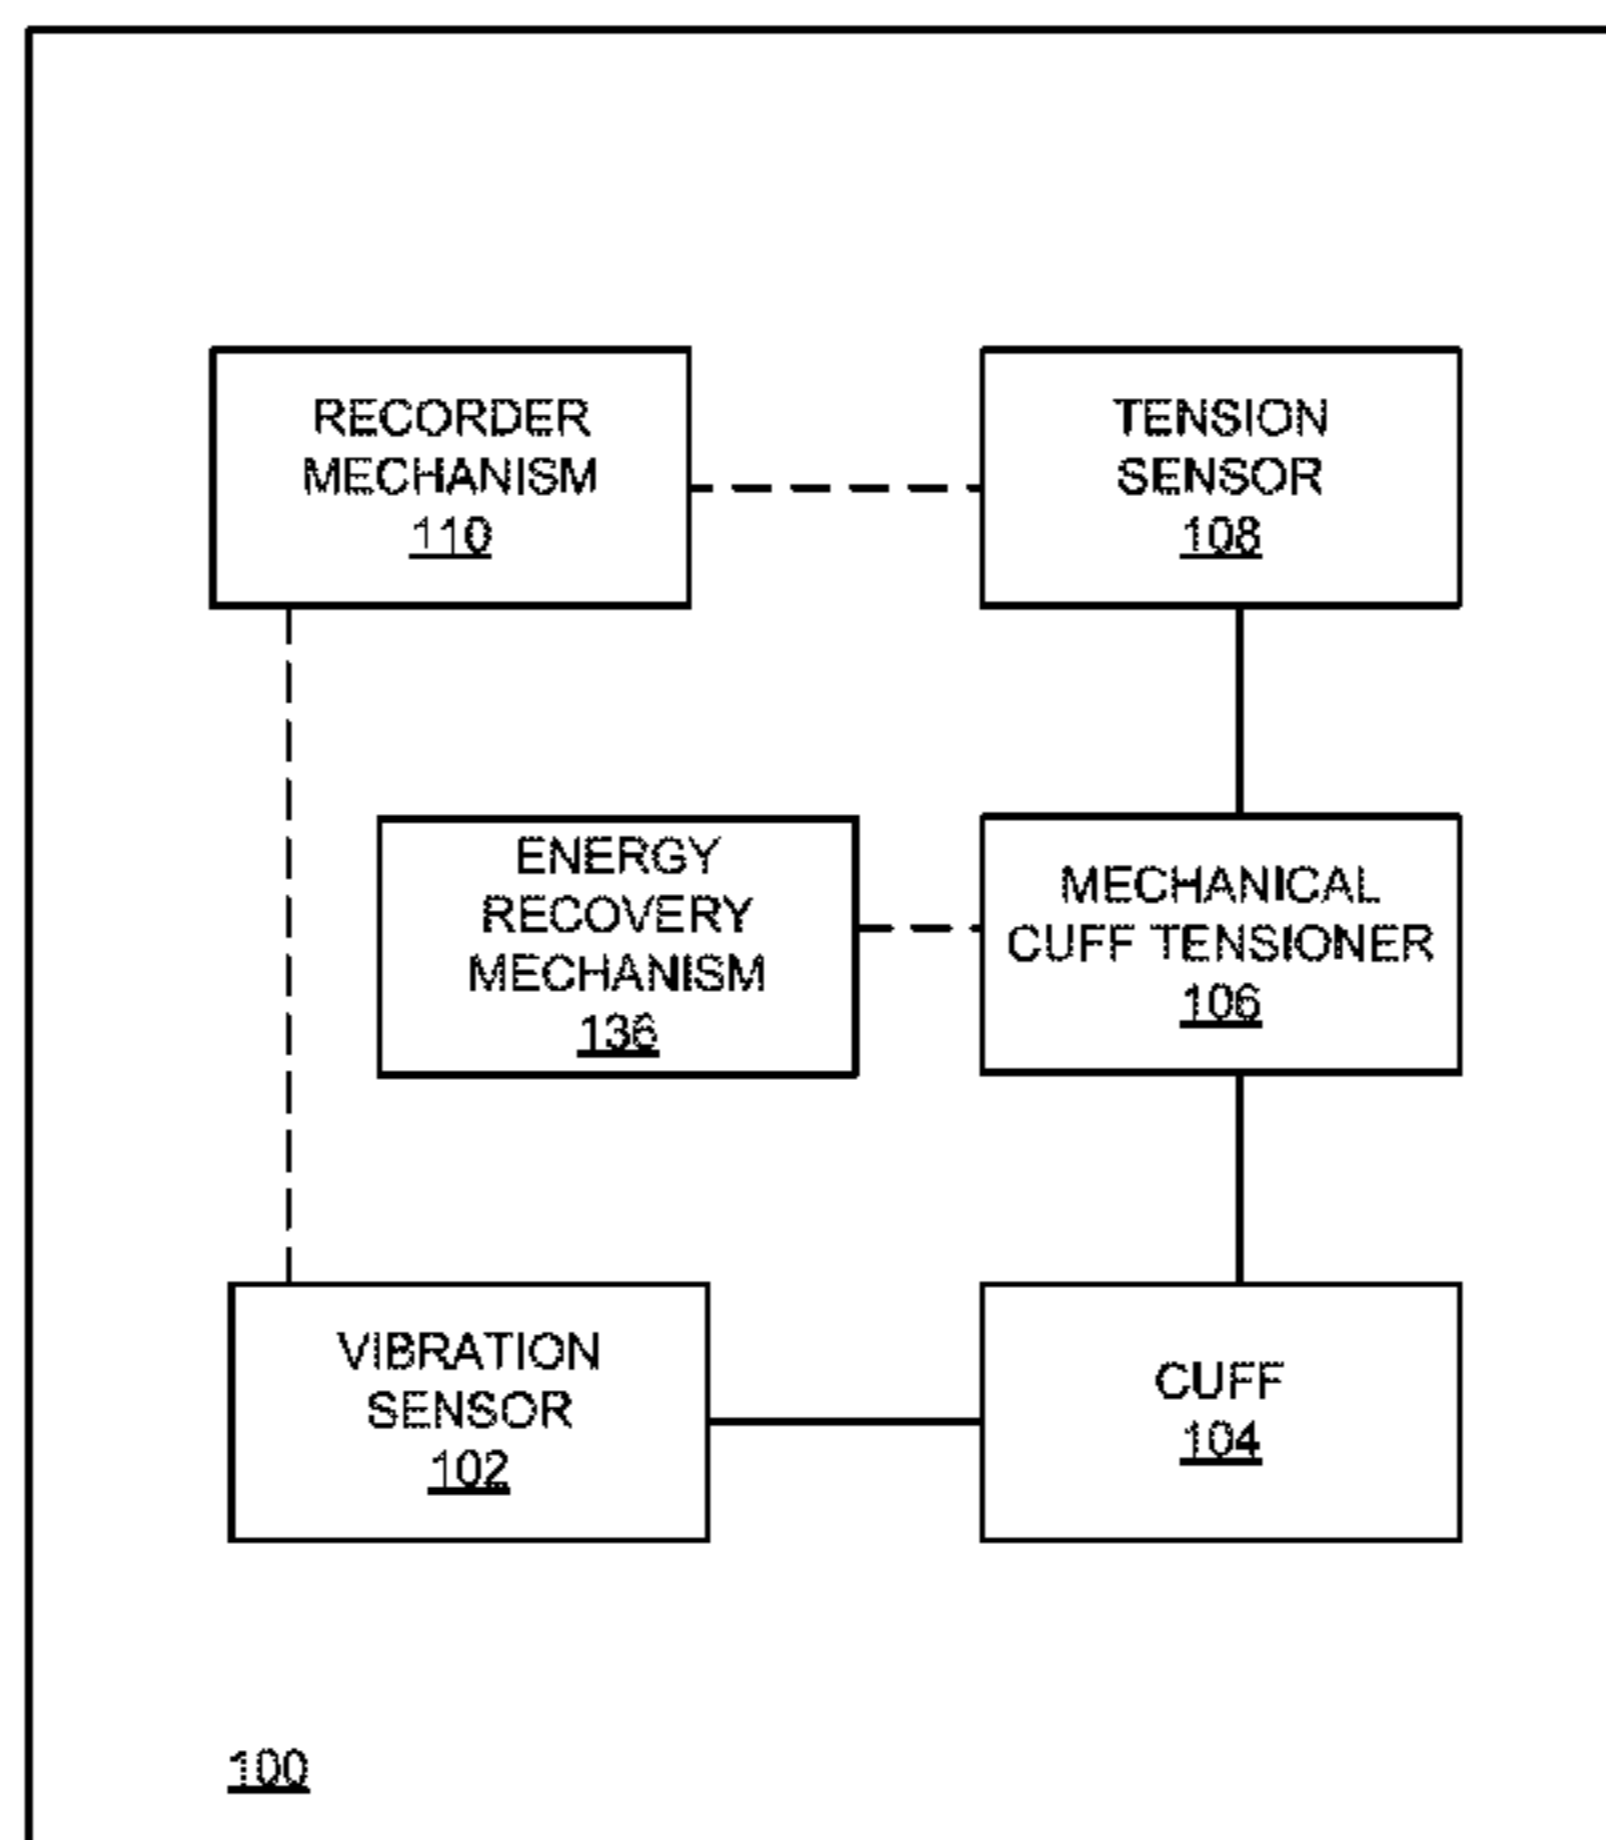 RECORDER
MECHANISM
110
TENSION
SENSOR
108
ENERGY
RECOVERY
MECHANISM
136
MECHANICAL
CUFF TENSIONER
106
VIBRATION
SENSOR
102
CUFF
104
100